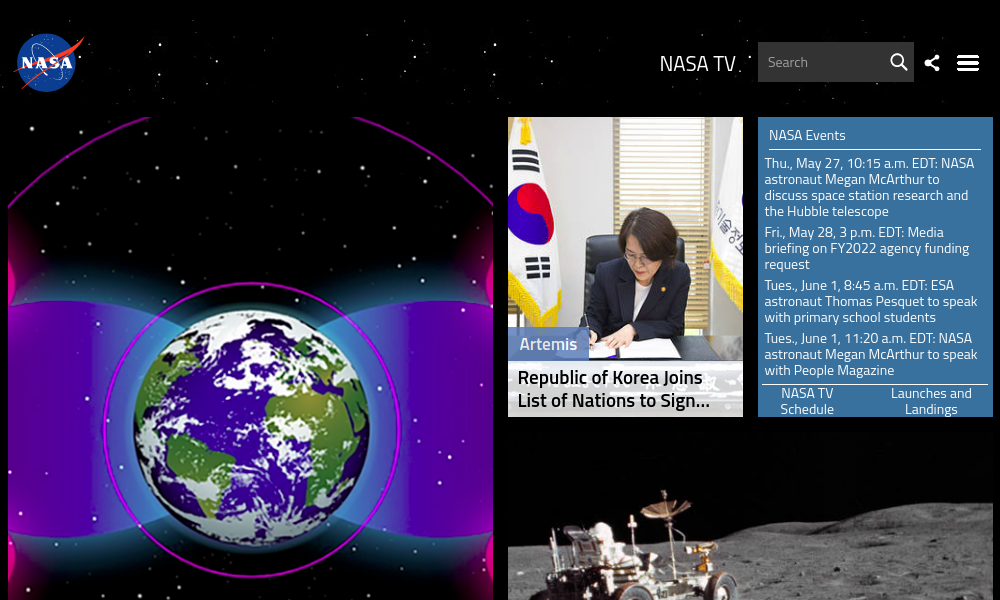 NASA
NASA TV
Search
Artemis
Republic of Korea Joins
List of Nations to Sign...
NASA Events
Thu., May 27, 10:15 a.m. EDT: NASA
astronaut Megan McArthur to
discuss space station research and
the Hubble telescope
Fri., May 28, 3 p.m. EDT: Media
briefing on FY2022 agency funding
request
Tues., June 1, 8:45 a.m. EDT: ESA
astronaut Thomas Pesquet to speak
with primary school students
Tues., June 1, 11:20 a.m. EDT: NASA
astronaut Megan McArthur to speak
with People Magazine
NASA TV
Schedule
Launches and
Landings